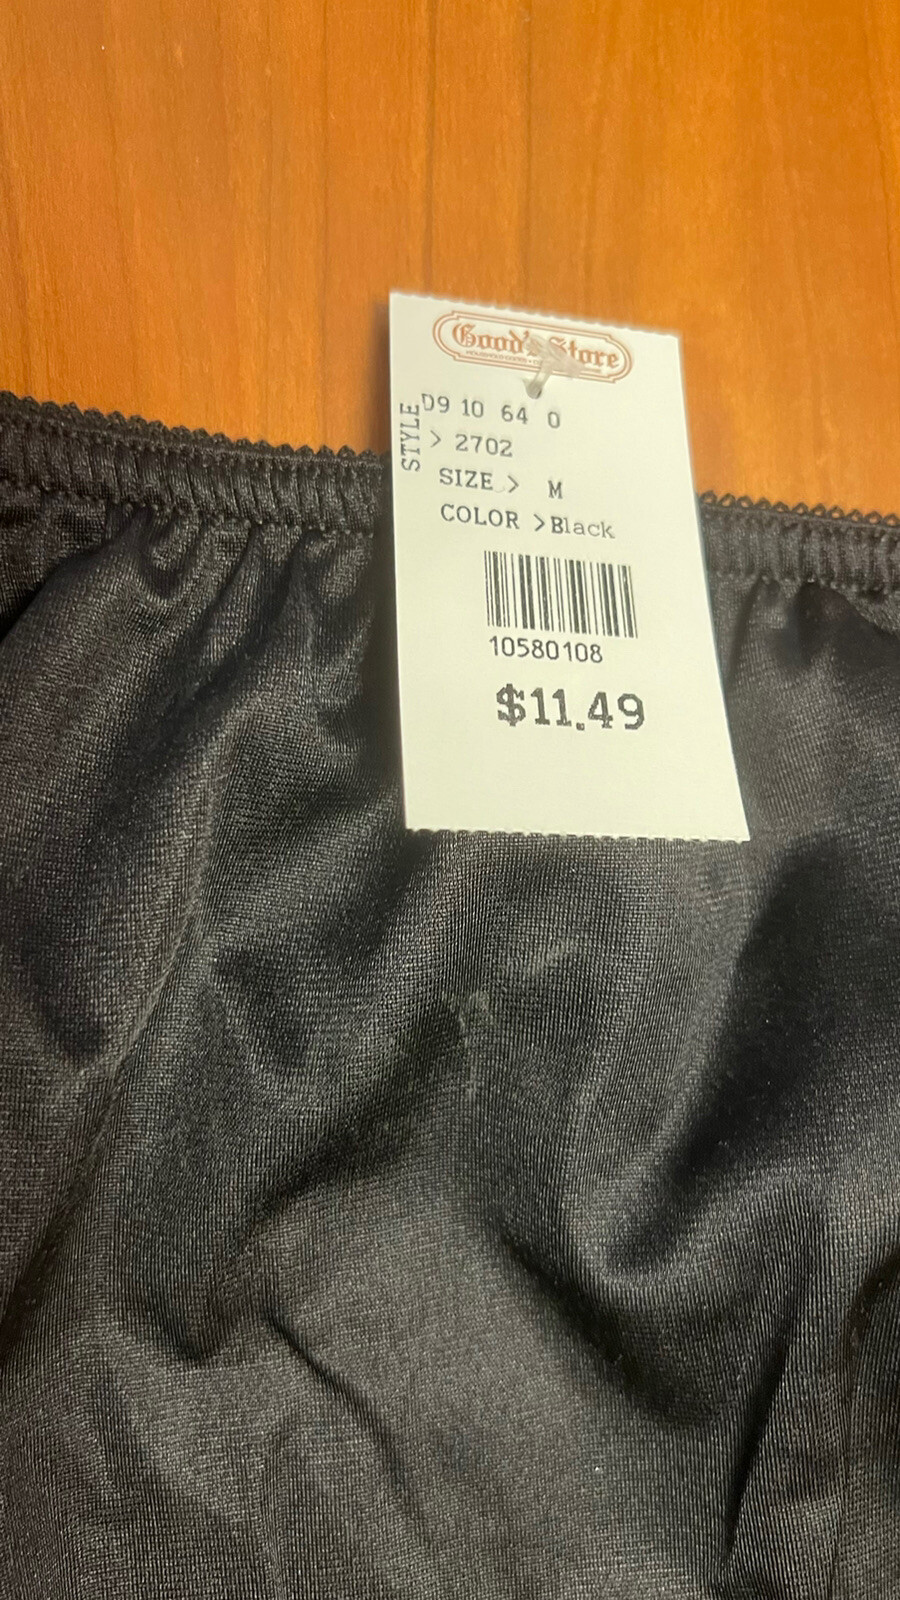 Good's Store
D9 10 64 0
STYLE > 2702
SIZE > M
COLOR >Black
10580108
$11.49